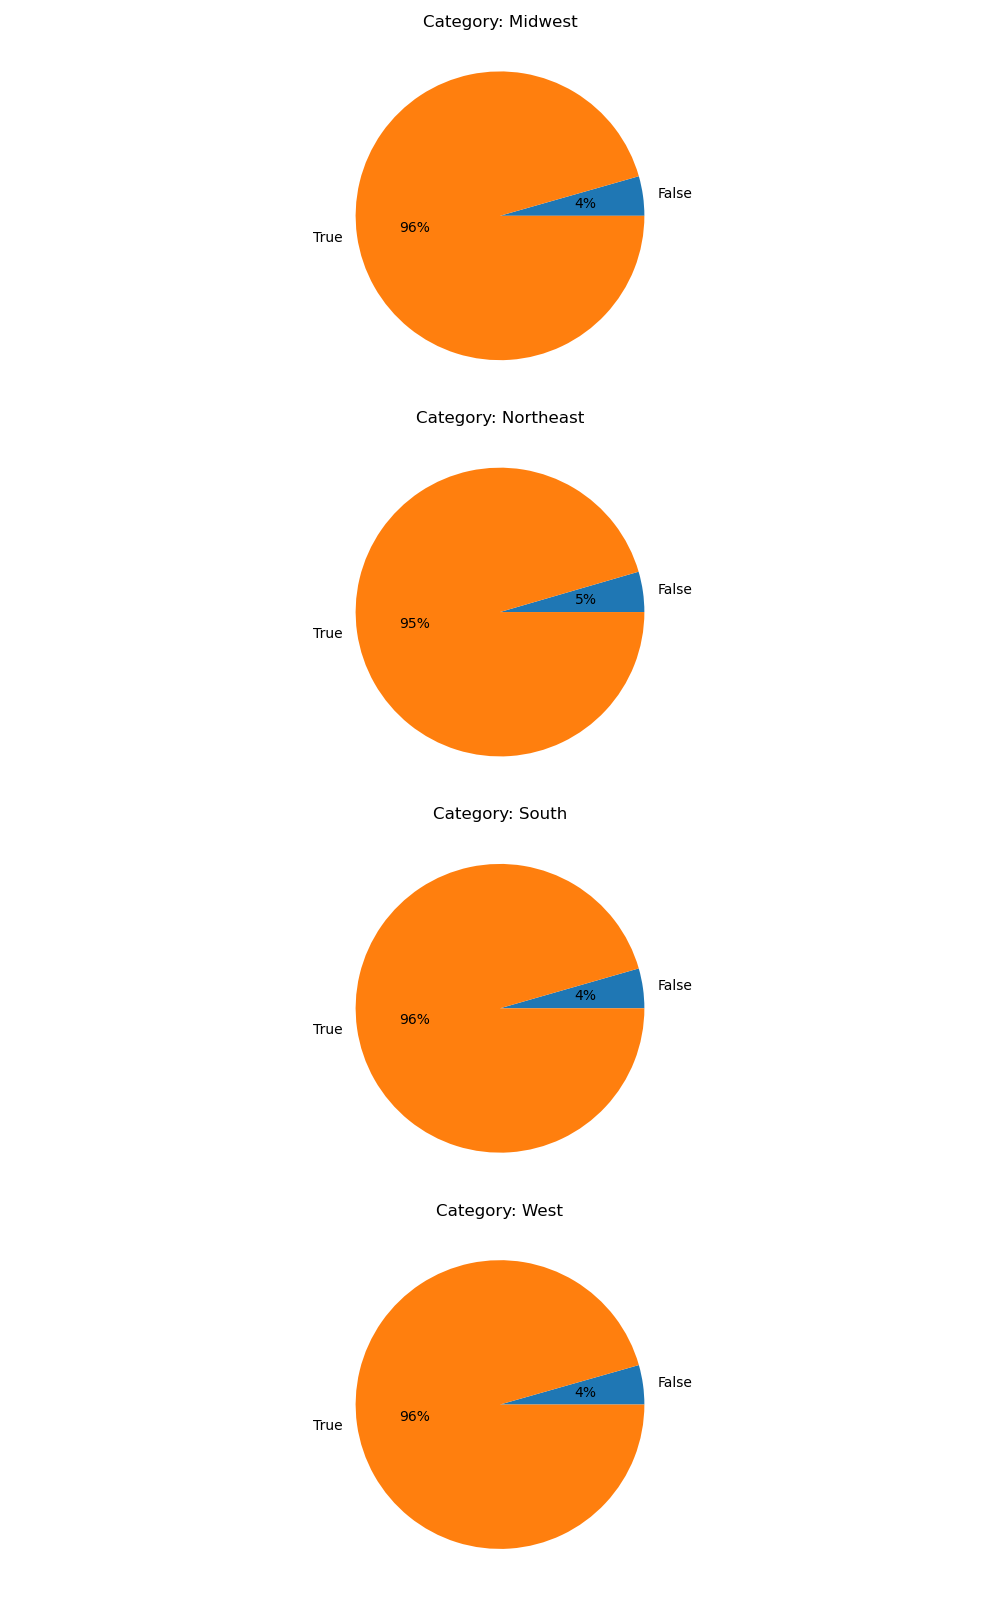 Category: Midwest
False
4%
96%
True
Category: Northeast
False
5%
95%
True
Category: South
False
4%
96%
True
Category: West
False
4%
96%
True